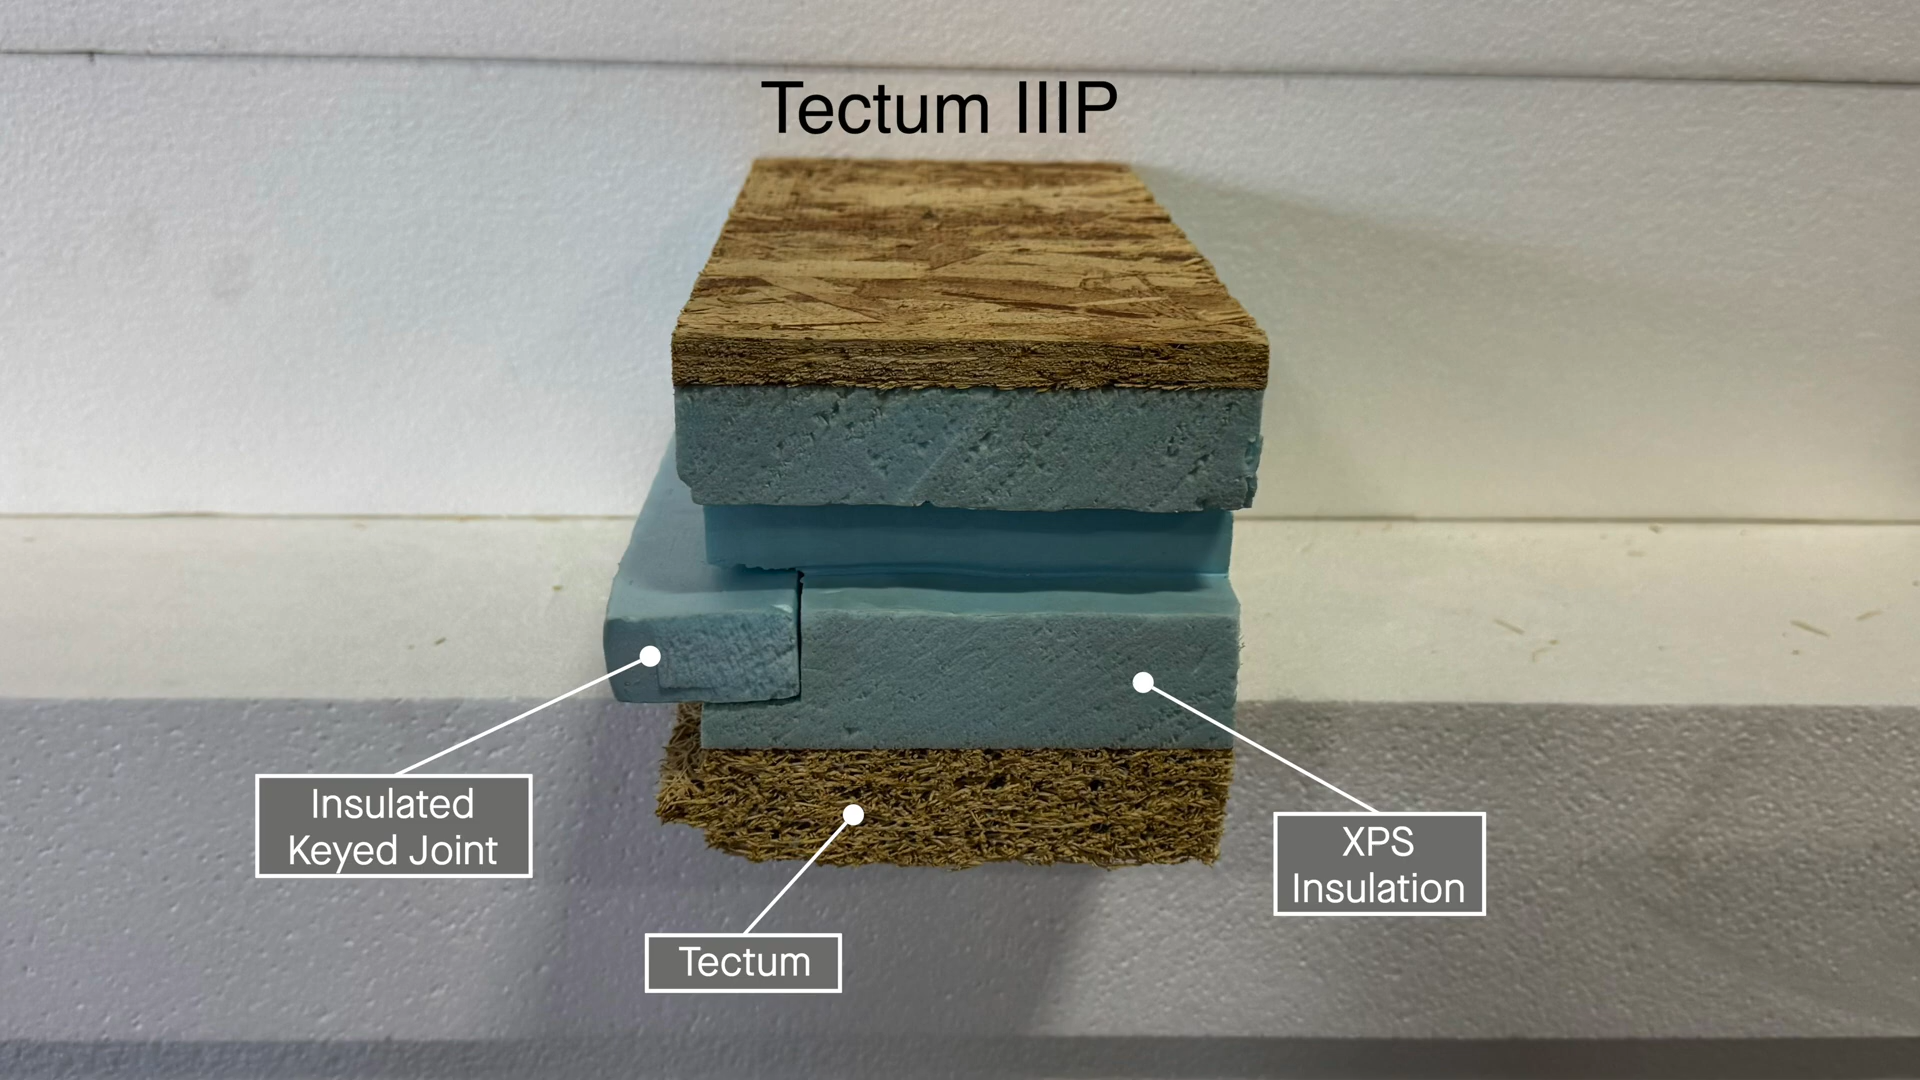 Tectum IIIP
Insulated
Keyed Joint
XPS
Insulation
Tectum